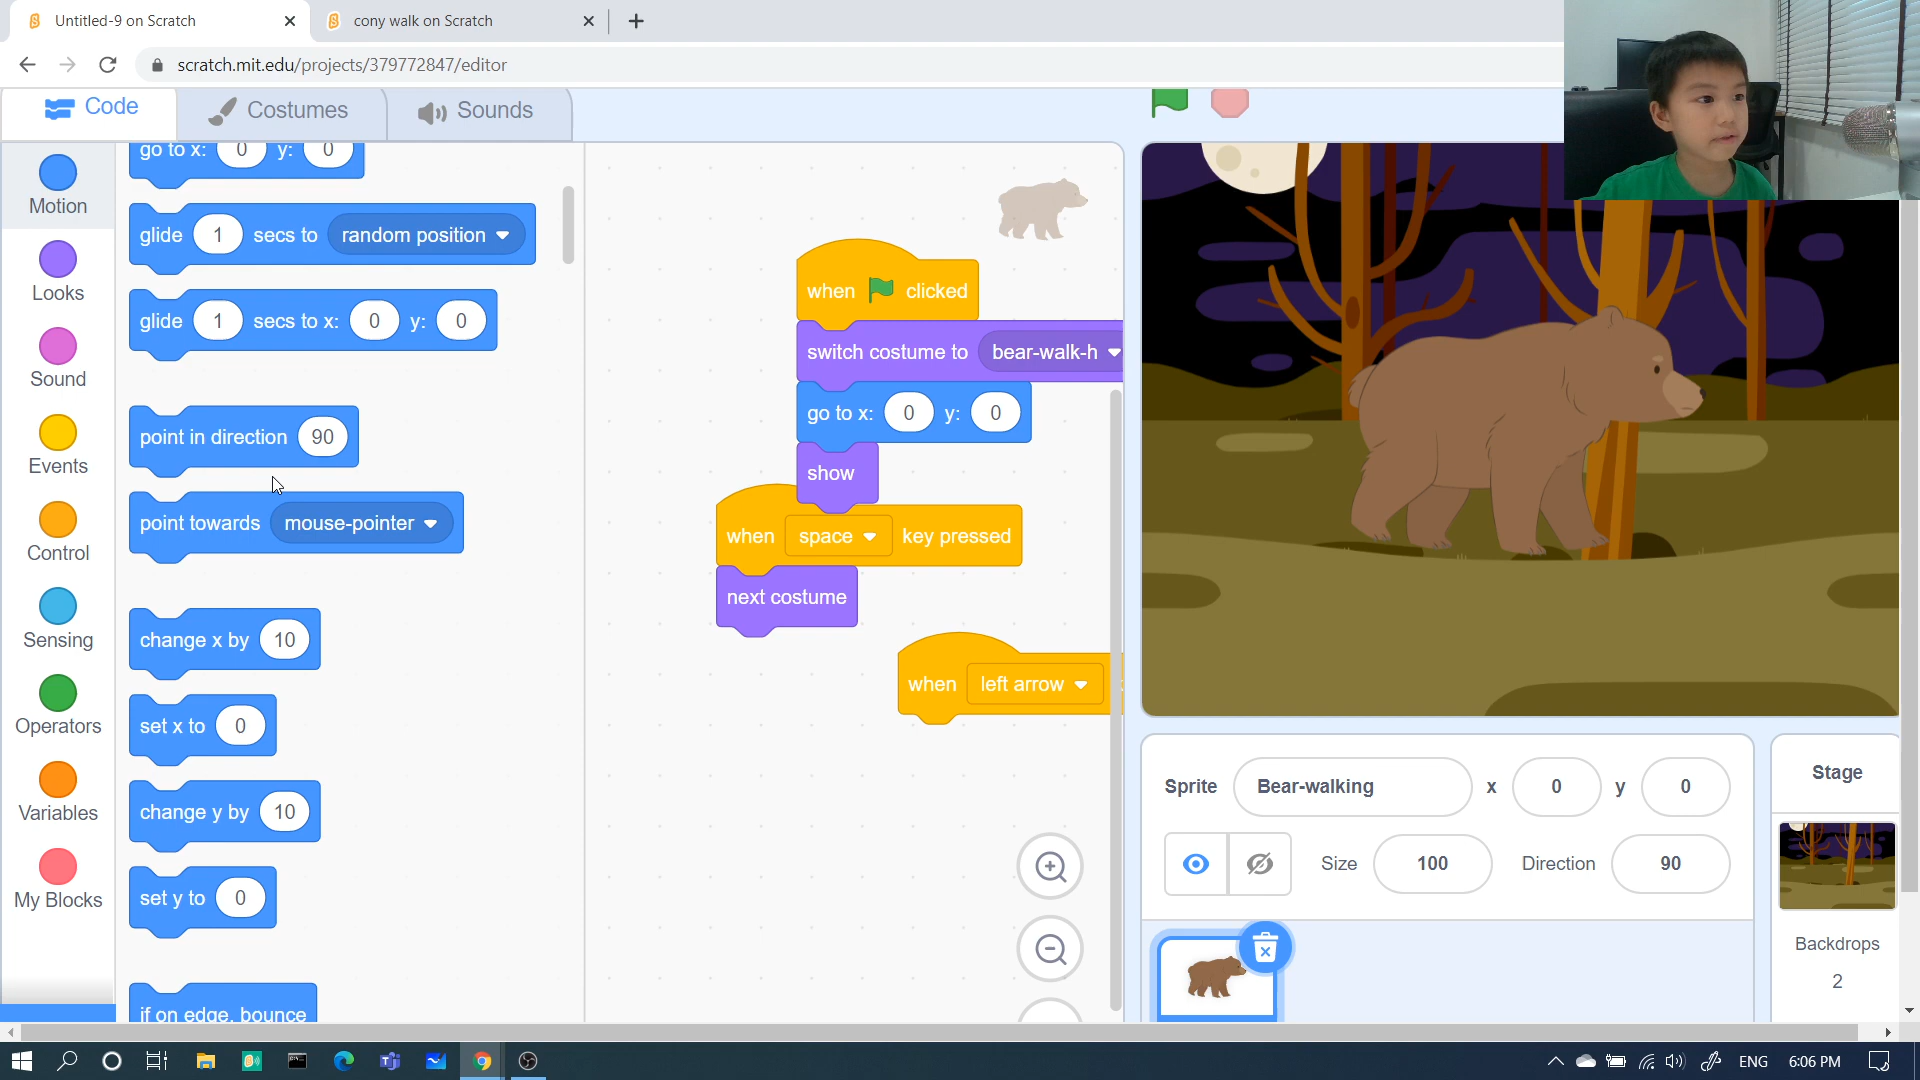 Untitled-9 on Scratch
cony walk on Scratch
scratch.mit.edu/projects/379772847/editor
Code
Costumes
Sounds
Motion
Looks
Sound
Events
Control
Sensing
Operators
Variables
My Blocks
go to x: 0 y: 0
glide 1 secs to random position
glide 1 secs to x: 0 y: 0
point in direction 90
point towards mouse-pointer
change x by 10
set x to 0
change y by 10
set y to 0
if on edge, bounce
when clicked
switch costume to bear-walk-h
go to x: 0 y: 0
show
when space key pressed
next costume
when left arrow
Sprite Bear-walking x 0 y 0
Size 100 Direction 90
Stage
Backdrops
2
ENG 6:06 PM